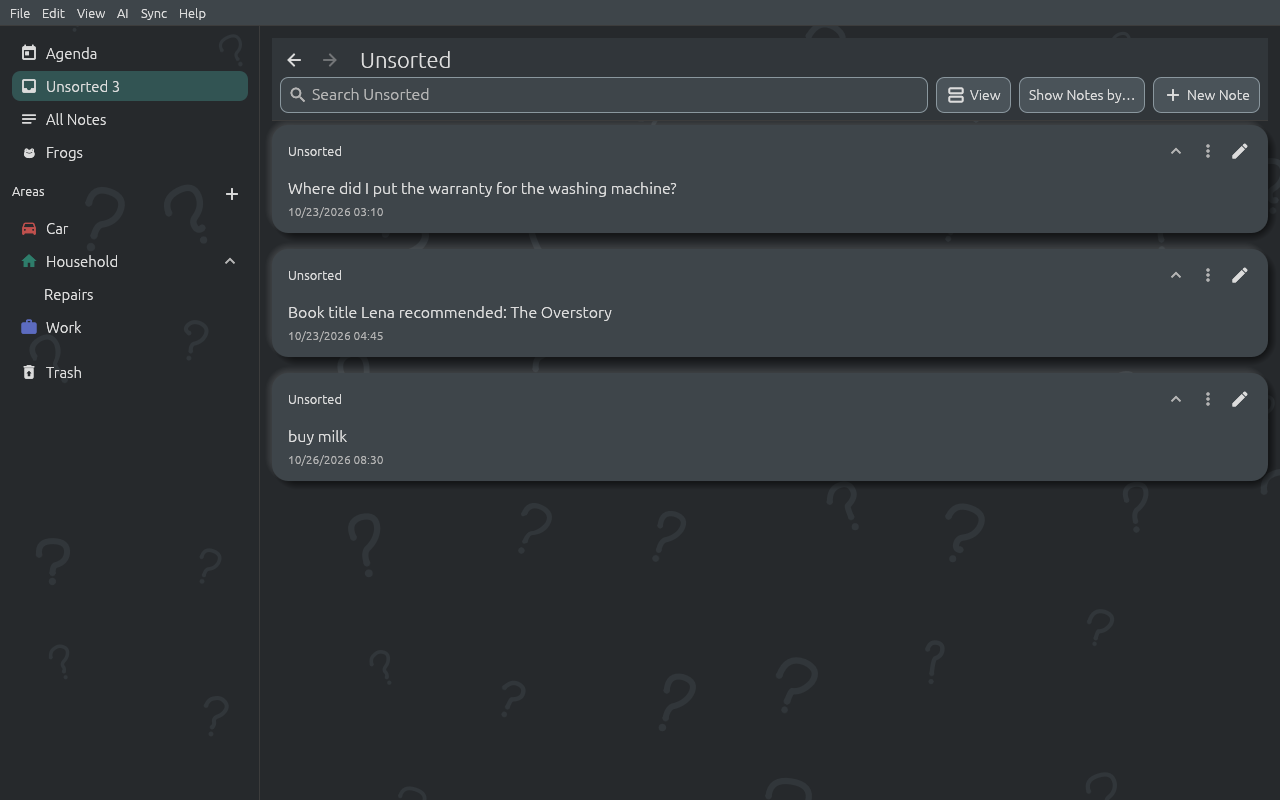 File Edit View AI Sync Help
Agenda
Unsorted 3
All Notes
Frogs
Areas
Car
Household
Repairs
Work
Trash
Unsorted
Search Unsorted
View
Show Notes by...
New Note
Unsorted
Where did I put the warranty for the washing machine?
10/23/2026 03:10
Unsorted
Book title Lena recommended: The Overstory
10/23/2026 04:45
Unsorted
buy milk
10/26/2026 08:30